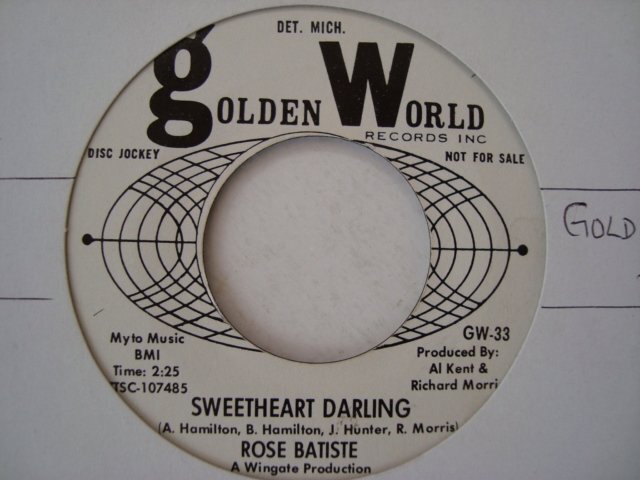 DET. MICH.
gOLDEN WORLD
RECORDS INC
DISC JOCKEY
NOT FOR SALE
GOLD
Myto Music
BMI
Time: 2:25
TSC-107485
GW-33
Produced By:
Al Kent &
Richard Morri
SWEETHEART DARLING
(A. Hamilton, B. Hamilton, J. Hunter, R. Morris)
ROSE BATISTE
A Wingate Production